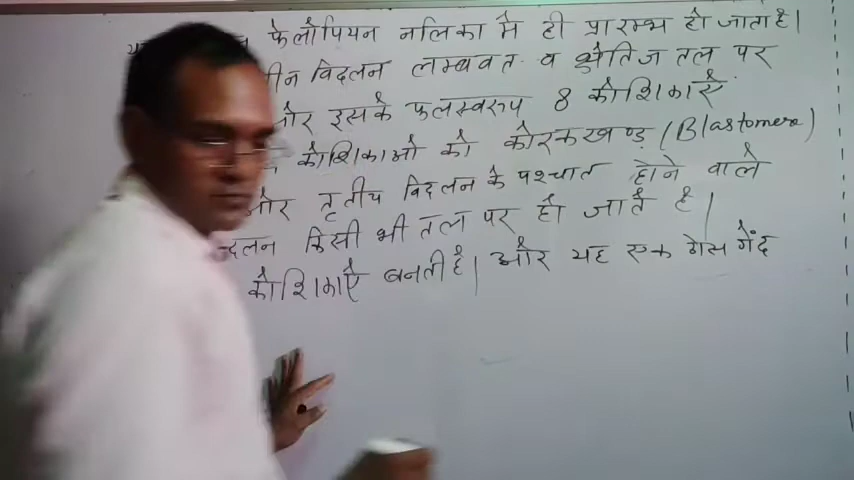 फेलोपियन नलिका मे ही प्रारम्भ हो जाता है।
विदलन लम्बवत व क्षैतिज तल पर
और इसके फलस्वरुप 8 कोशिकाऐं
कोशिकाओ को कोरकखण्ड (Blastomere)
और तृतीय विदलन के पश्चात होने वाले
किसी भी तल पर हो जाते है।
कोशिकाऐं बनती है। और यह एक गेंद